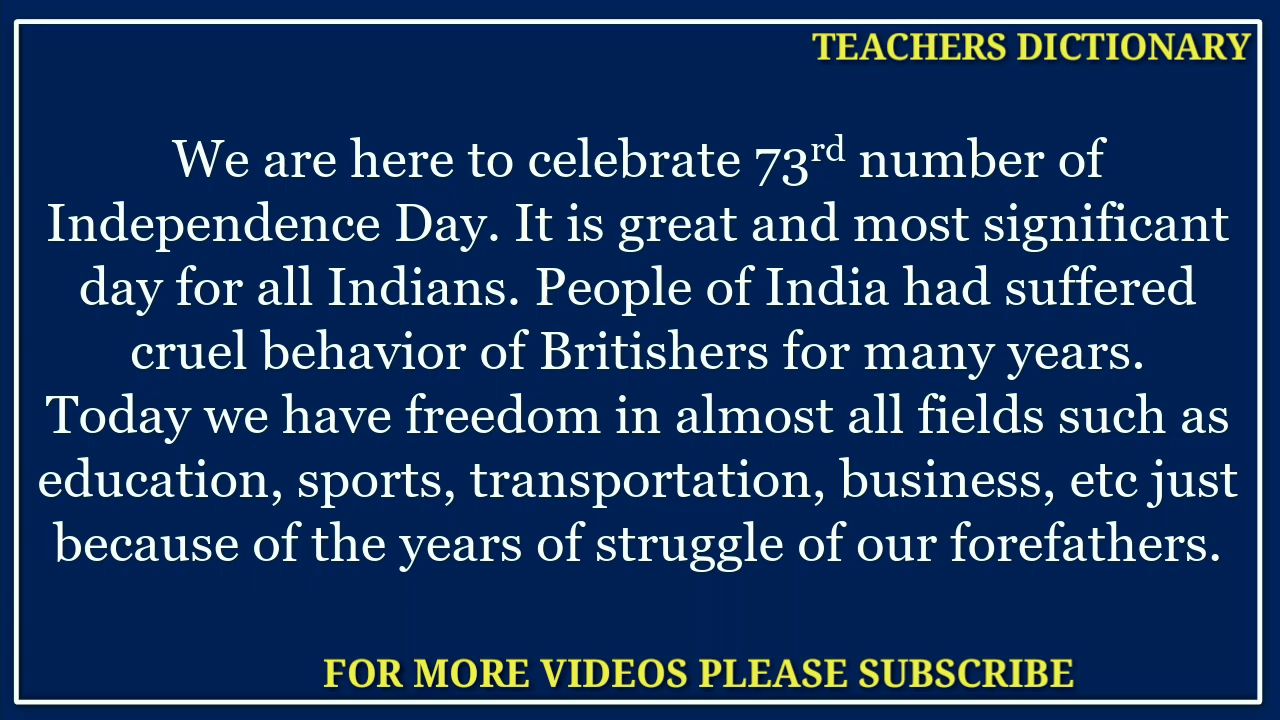 TEACHERS DICTIONARY
We are here to celebrate 73rd number of
Independence Day. It is great and most significant
day for all Indians. People of India had suffered
cruel behavior of Britishers for many years.
Today we have freedom in almost all fields such as
education, sports, transportation, business, etc just
because of the years of struggle of our forefathers.
FOR MORE VIDEOS PLEASE SUBSCRIBE